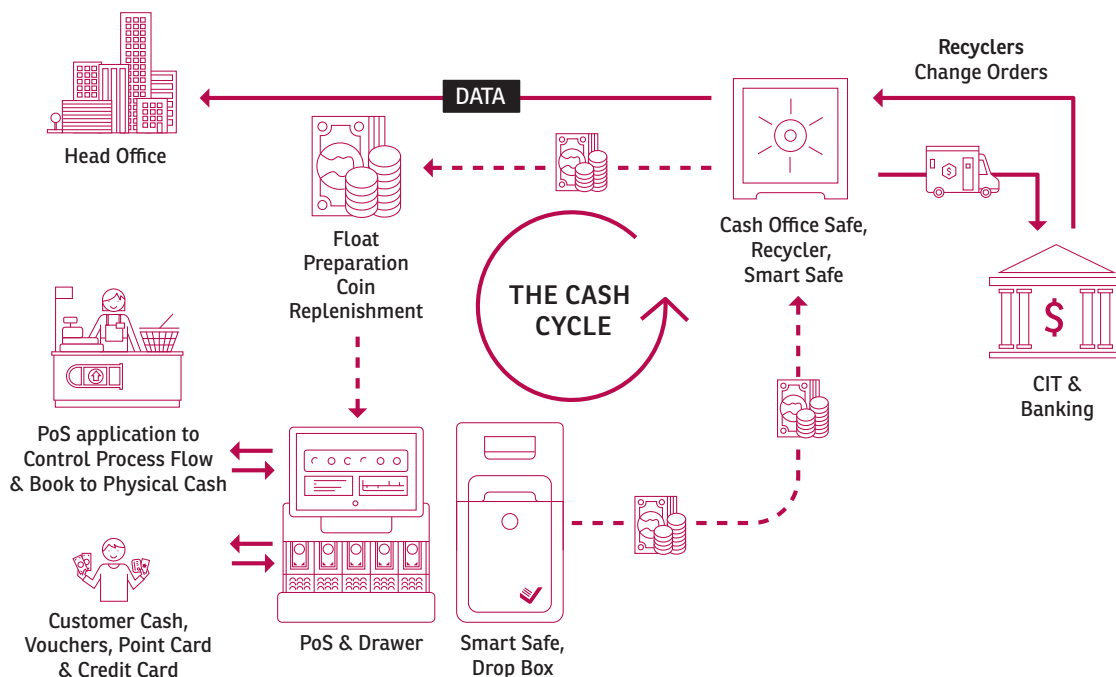 Recyclers
Change Orders
DATA
Head Office
Cash Office Safe,
Recycler,
Smart Safe
Float
Preparation
Coin
Replenishment
THE CASH
CYCLE
$
$
CIT &
Banking
PoS application to
Control Process Flow
& Book to Physical Cash
Customer Cash,
Vouchers, Point Card
& Credit Card
PoS & Drawer
Smart Safe,
Drop Box